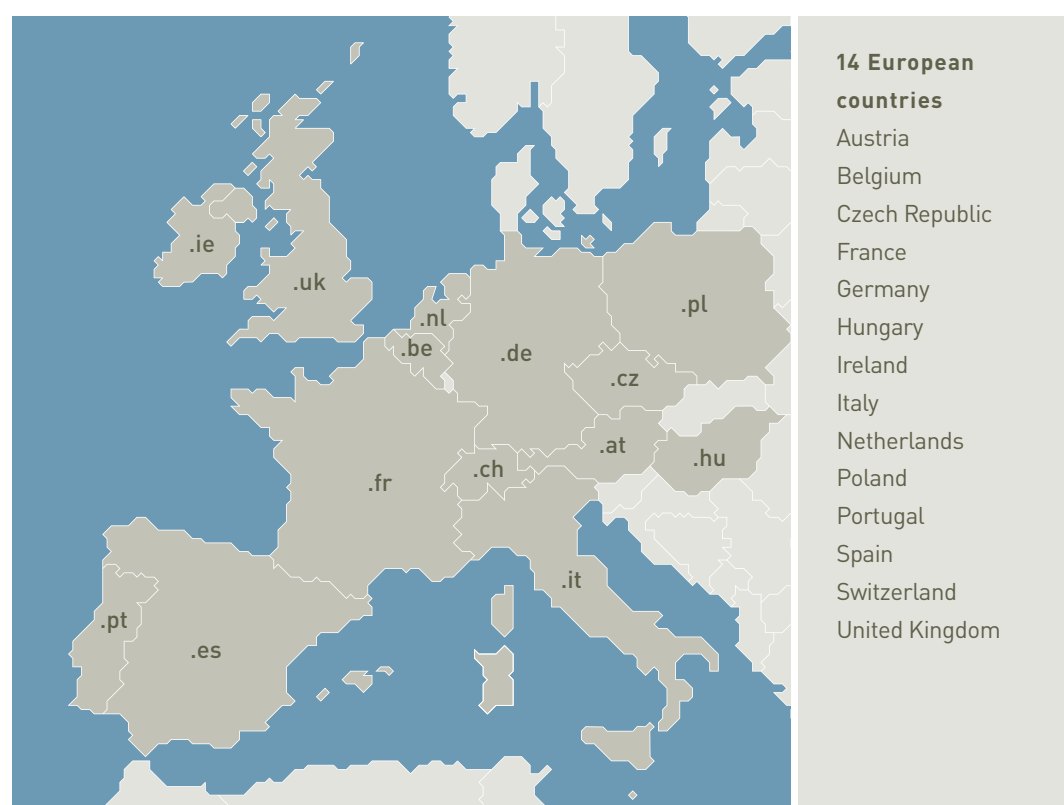 .ie
.uk
.nl
.be
.de
.pl
.cz
.at
.hu
.ch
.fr
.it
.pt
.es
14 European
countries
Austria
Belgium
Czech Republic
France
Germany
Hungary
Ireland
Italy
Netherlands
Poland
Portugal
Spain
Switzerland
United Kingdom